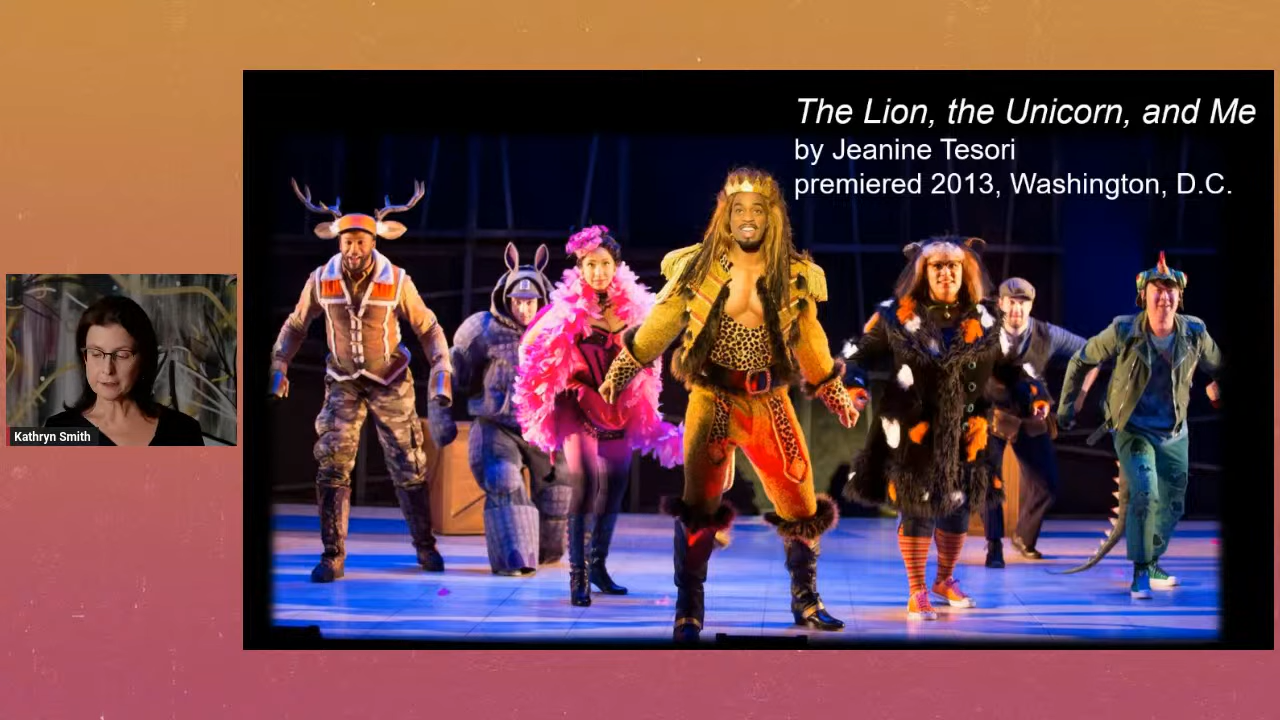 The Lion, the Unicorn, and Me
by Jeanine Tesori
premiered 2013, Washington, D.C.
Kathryn Smith